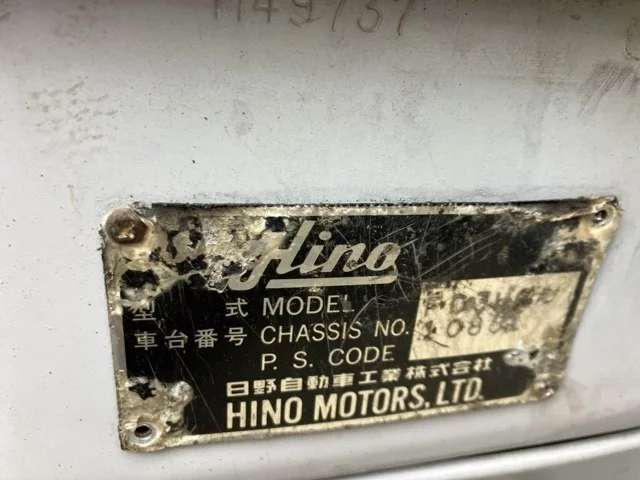 Hino
型 式 MODEL
車台番号 CHASSIS NO.
P. S. CODE
日野自動車工業株式会社
HINO MOTORS, LTD.